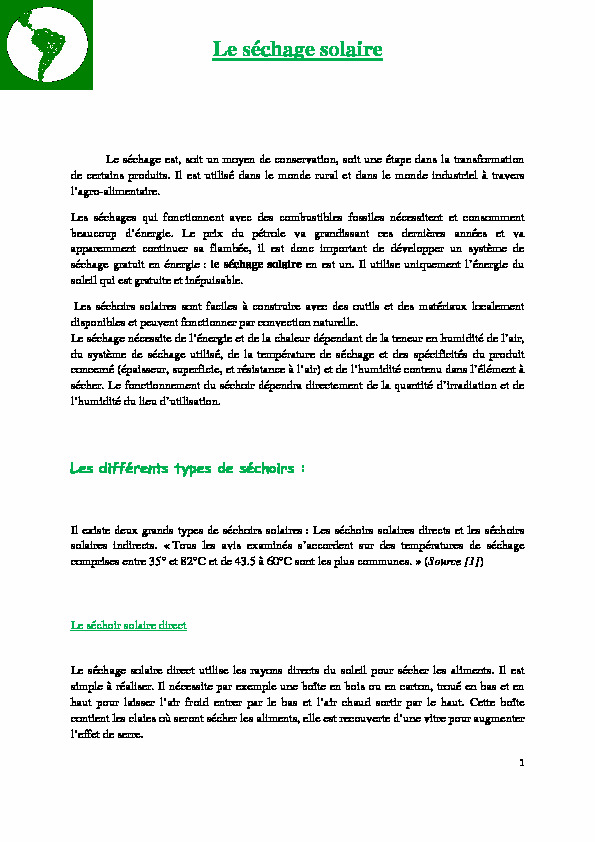 Le séchage solaire
Le séchage est, soit un moyen de conservation, soit une étape dans la transformation
de certains produits. Il est utilisé dans le monde rural et dans le monde industriel à travers
l'agro-alimentaire.
Les séchages qui fonctionnent avec des combustibles fossiles nécessitent et consomment
beaucoup d'énergie. Le prix du pétrole va grandissant ces dernières années et va
apparemment continuer sa flambée, il est donc important de développer un système de
séchage gratuit en énergie : le séchage solaire en est un. Il utilise uniquement l'énergie du
soleil qui est gratuite et inépuisable.
Les séchoirs solaires sont faciles à construire avec des outils et des matériaux localement
disponibles et peuvent fonctionner par convection naturelle.
Le séchage nécessite de l'énergie et de la chaleur dépendant de la teneur en humidité de l'air,
du système de séchage utilisé, de la température de séchage et des spécificités du produit
concerné (épaisseur, superficie, et résistance à l'air) et de l'humidité contenu dans l'élément à
sécher. Le fonctionnement du séchoir dépendra directement de la quantité d'irradiation et de
l'humidité du lieu d'utilisation.
Les différents types de séchoirs :
Il existe deux grands types de séchoirs solaires : Les séchoirs solaires directs et les séchoirs
solaires indirects. « Tous les avis examinés s'accordent sur des températures de séchage
comprises entre 35° et 82°C et de 43.5 à 60°C sont les plus communes. » (Source [1])
Le séchoir solaire direct
Le séchage solaire direct utilise les rayons directs du soleil pour sécher les aliments. Il est
simple à réaliser. Il nécessite par exemple une boîte en bois ou en carton, troué en bas et en
haut pour laisser l'air froid entrer par le bas et l'air chaud sortir par le haut. Cette boîte
contient les claies où seront sécher les aliments, elle est recouverte d'une vitre pour augmenter
l'effet de serre.
1